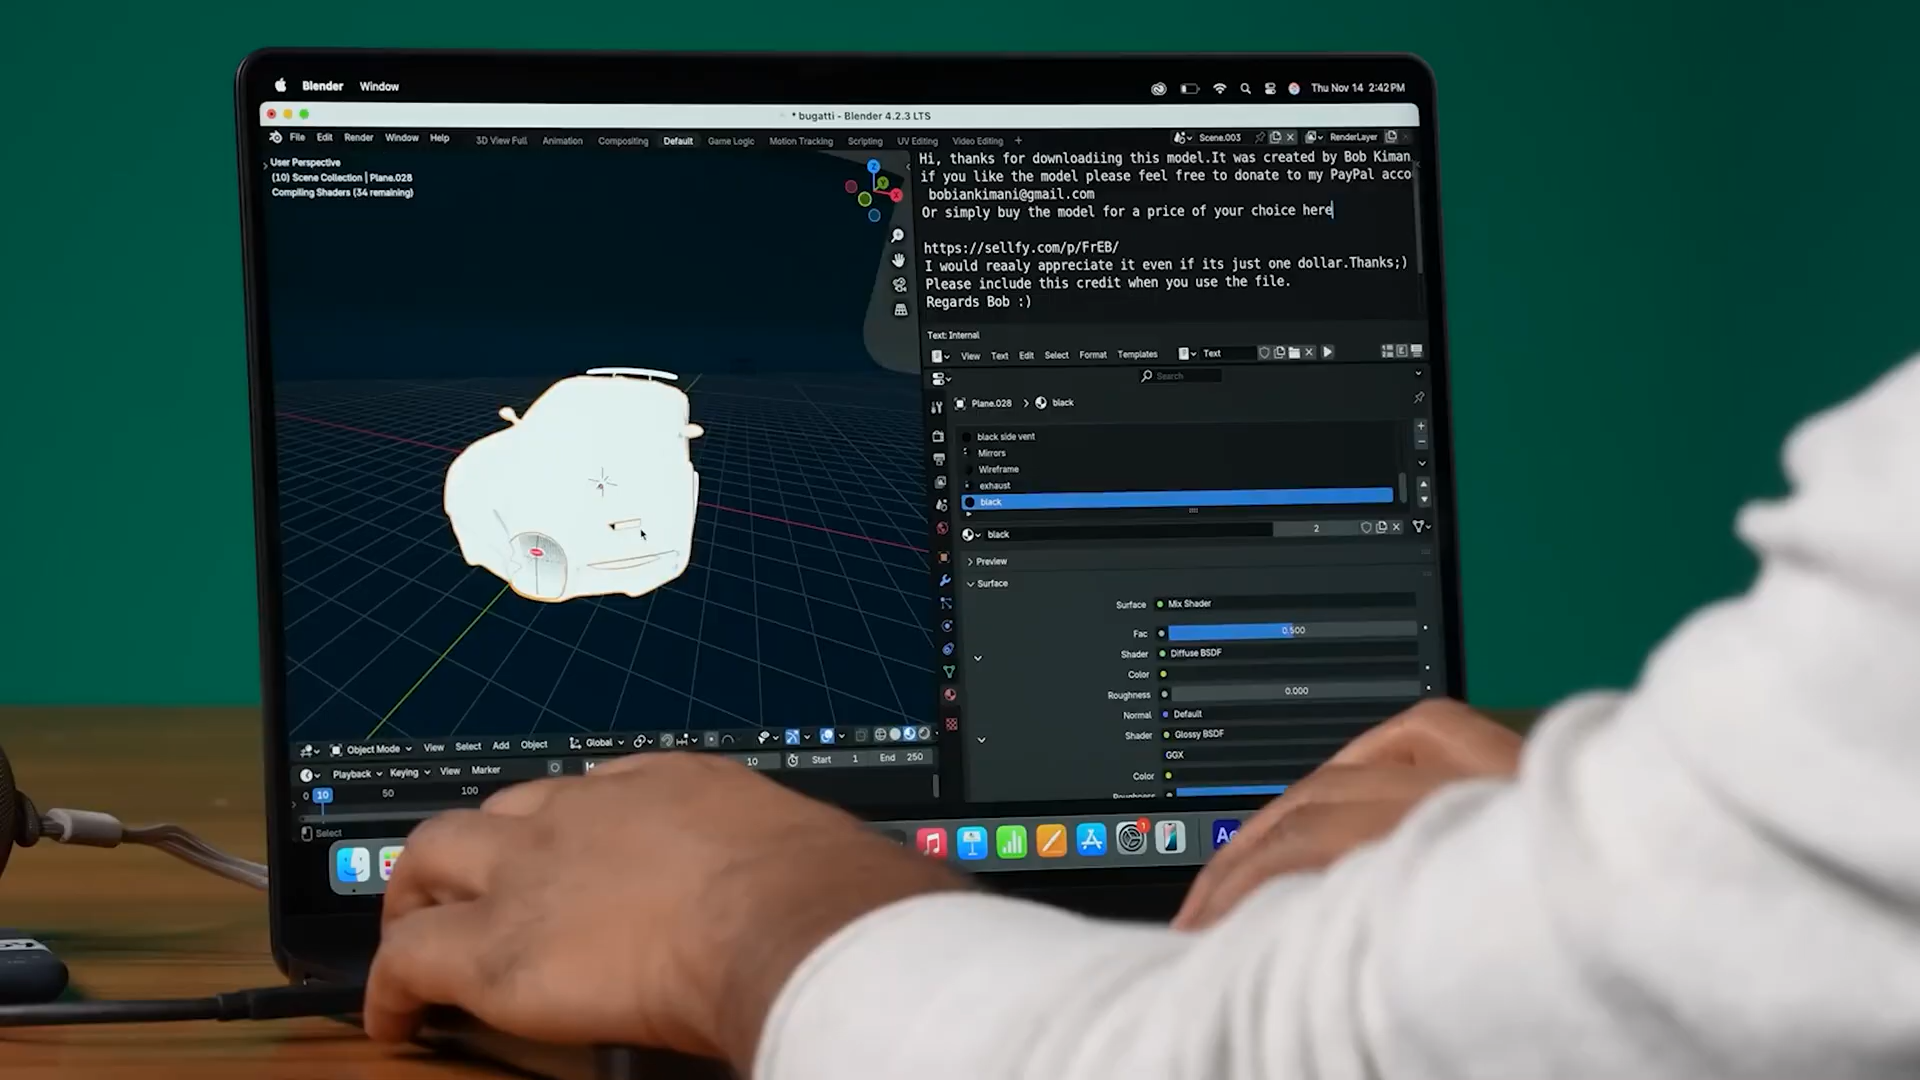 Blender Window
Thu Nov 14 2:42PM
* bugatti - Blender 4.2.3 LTS
File Edit Render Window Help
3D View Full Animation Compositing Default Game Logic Motion Tracking Scripting UV Editing Video Editing +
Scene.003
RenderLayer
User Perspective
(10) Scene Collection | Plane.028
Compiling Shaders (34 remaining)
Z
Y
X
Hi, thanks for downloadiing this model.It was created by Bob Kiman
if you like the model please feel free to donate to my PayPal acco
bobiankimani@gmail.com
Or simply buy the model for a price of your choice here
https://sellfy.com/p/FrEB/
I would reaaly appreciate it even if its just one dollar.Thanks;)
Please include this credit when you use the file.
Regards Bob :)
Text: Internal
View Text Edit Select Format Templates
Text
Search
Plane.028 > black
black side vent
Mirrors
Wireframe
exhaust
black
black
2
Preview
Surface
Surface Mix Shader
Fac 0.500
Shader Diffuse BSDF
Color
Roughness 0.000
Normal Default
Shader Glossy BSDF
GGX
Color
Roughness
Object Mode View Select Add Object
Global
Playback Keying View Marker
10
Start 1
End 250
0 10 50 100
Select
1